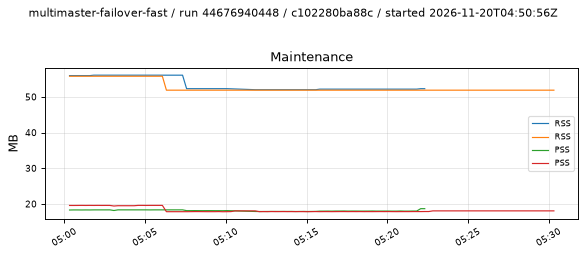 multimaster-failover-fast / run 44676940448 / c102280ba88c / started 2026-11-20T04:50:56Z
Maintenance
MB
50
40
30
20
RSS
RSS
PSS
PSS
05:00
05:05
05:10
05:15
05:20
05:25
05:30